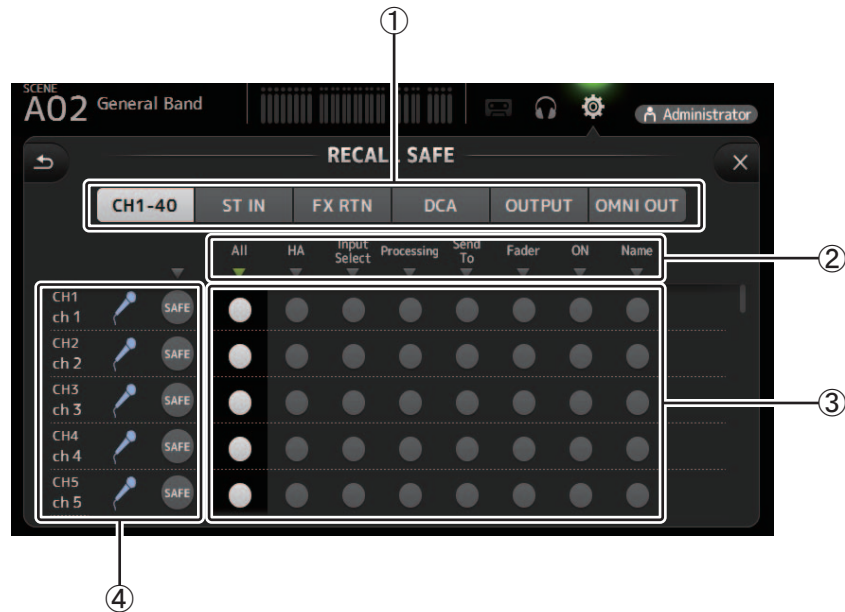 ①
SCENE
A02 General Band
Administrator
RECALL SAFE
CH1-40 ST IN FX RTN DCA OUTPUT OMNI OUT
All HA Input Select Processing Send To Fader ON Name
②
CH1
ch 1 SAFE
CH2
ch 2 SAFE
CH3
ch 3 SAFE
③
CH4
ch 4 SAFE
CH5
ch 5 SAFE
④